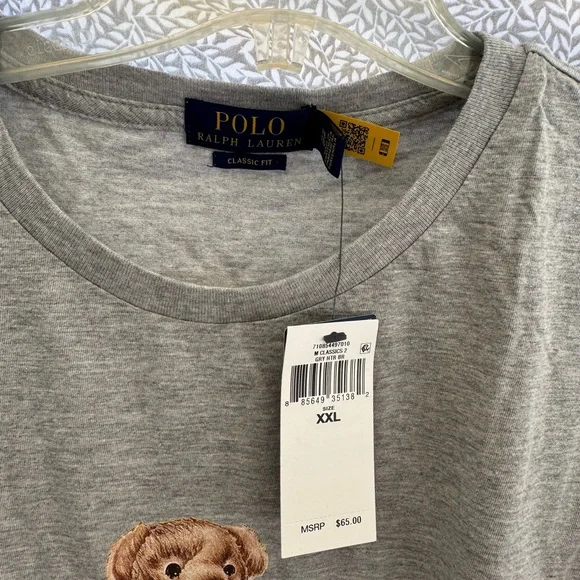 POLO
RALPH LAUREN
CLASSIC FIT
710854497010
M CLASSICS 2
GRY HTR BR
8 85649 35138 2
SIZE
XXL
MSRP $65.00